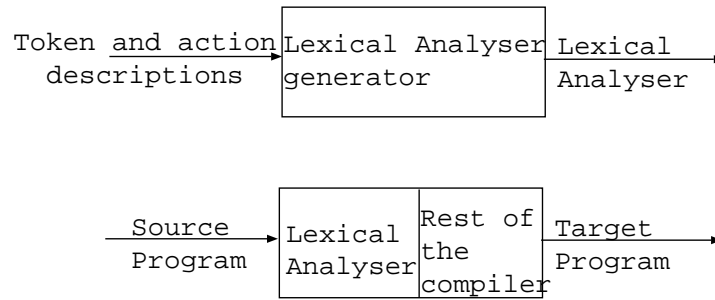 Token and action
descriptions
Lexical Analyser
generator
Lexical
Analyser
Source
Program
Lexical
Analyser
Rest of
the
compiler
Target
Program